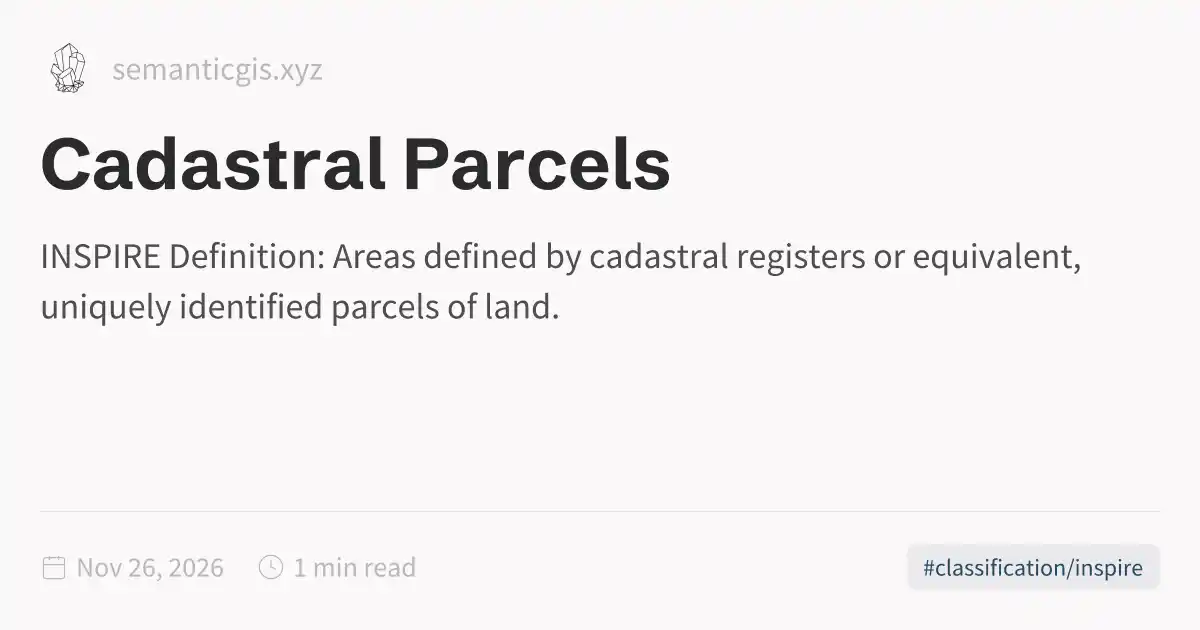 semanticgis.xyz
Cadastral Parcels
INSPIRE Definition: Areas defined by cadastral registers or equivalent,
uniquely identified parcels of land.
Nov 26, 2026 1 min read #classification/inspire